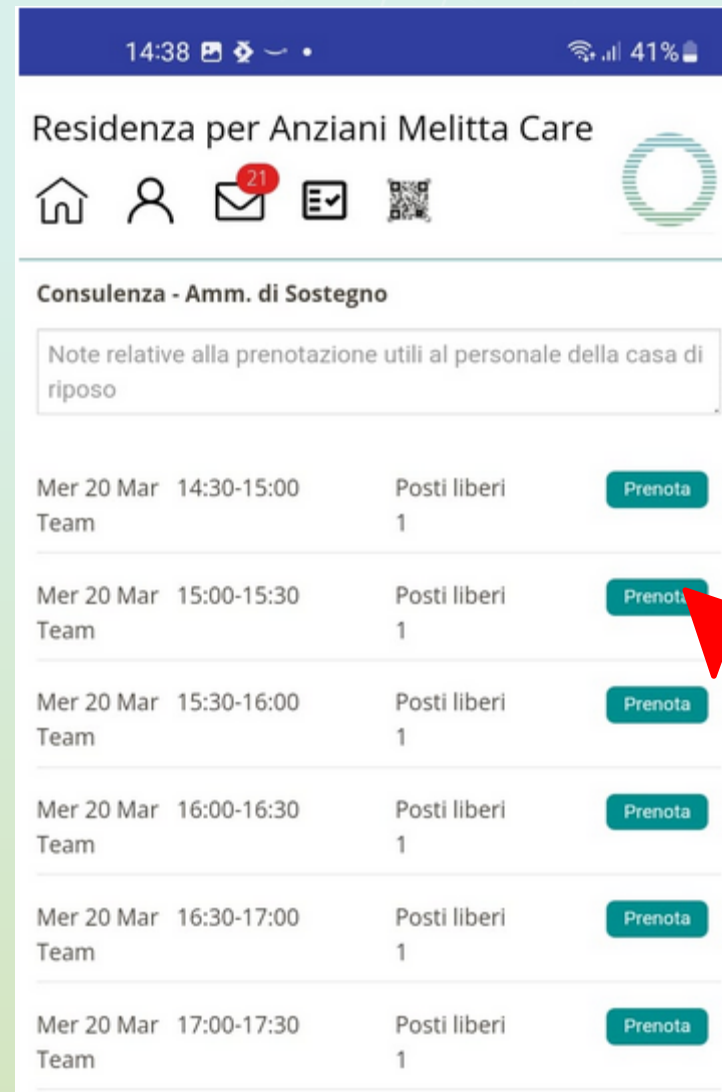 14:38 41%
Residenza per Anziani Melitta Care
21
Consulenza - Amm. di Sostegno
Note relative alla prenotazione utili al personale della casa di
riposo
Mer 20 Mar 14:30-15:00 Posti liberi Prenota
Team 1
Mer 20 Mar 15:00-15:30 Posti liberi Prenota
Team 1
Mer 20 Mar 15:30-16:00 Posti liberi Prenota
Team 1
Mer 20 Mar 16:00-16:30 Posti liberi Prenota
Team 1
Mer 20 Mar 16:30-17:00 Posti liberi Prenota
Team 1
Mer 20 Mar 17:00-17:30 Posti liberi Prenota
Team 1